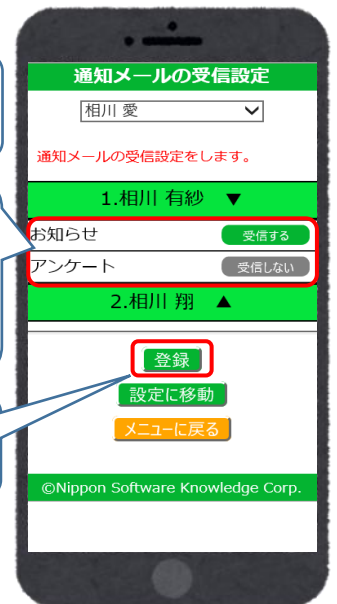 通知メールの受信設定
相川 愛
通知メールの受信設定をします。
1.相川 有紗 ▼
お知らせ 受信する
アンケート 受信しない
2.相川 翔 ▲
登録
設定に移動
メニューに戻る
©Nippon Software Knowledge Corp.